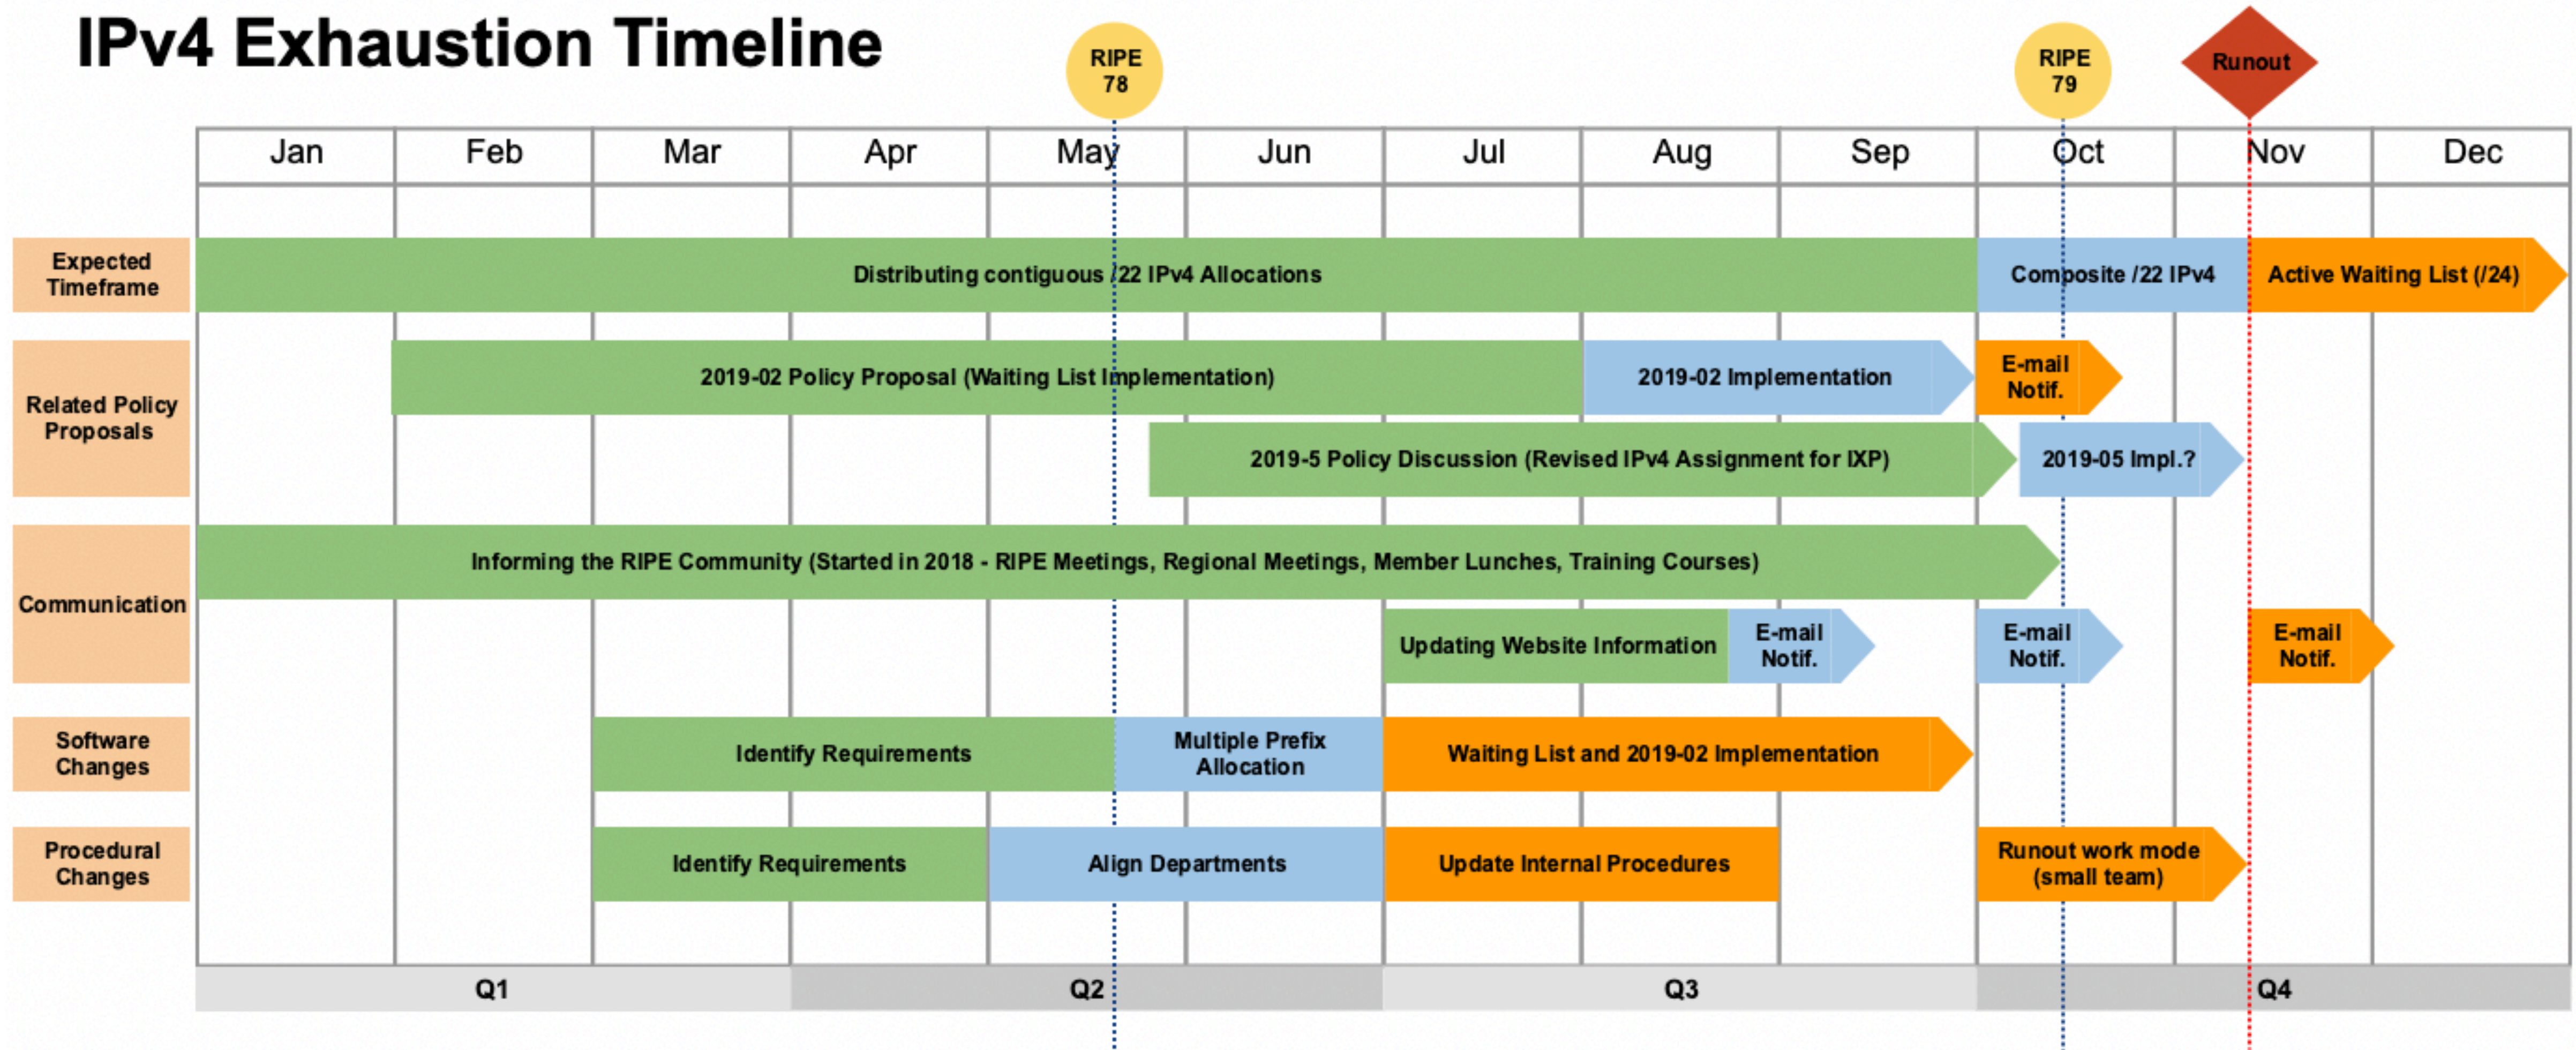 IPv4 Exhaustion Timeline
RIPE
78
RIPE
79
Runout
Jan
Feb
Mar
Apr
May
Jun
Jul
Aug
Sep
Oct
Nov
Dec
Expected
Timeframe
Distributing contiguous /22 IPv4 Allocations
Composite /22 IPv4
Active Waiting List (/24)
Related Policy
Proposals
2019-02 Policy Proposal (Waiting List Implementation)
2019-02 Implementation
E-mail
Notif.
2019-5 Policy Discussion (Revised IPv4 Assignment for IXP)
2019-05 Impl.?
Communication
Informing the RIPE Community (Started in 2018 - RIPE Meetings, Regional Meetings, Member Lunches, Training Courses)
Updating Website Information
E-mail
Notif.
E-mail
Notif.
E-mail
Notif.
Software
Changes
Identify Requirements
Multiple Prefix
Allocation
Waiting List and 2019-02 Implementation
Procedural
Changes
Identify Requirements
Align Departments
Update Internal Procedures
Runout work mode
(small team)
Q1
Q2
Q3
Q4